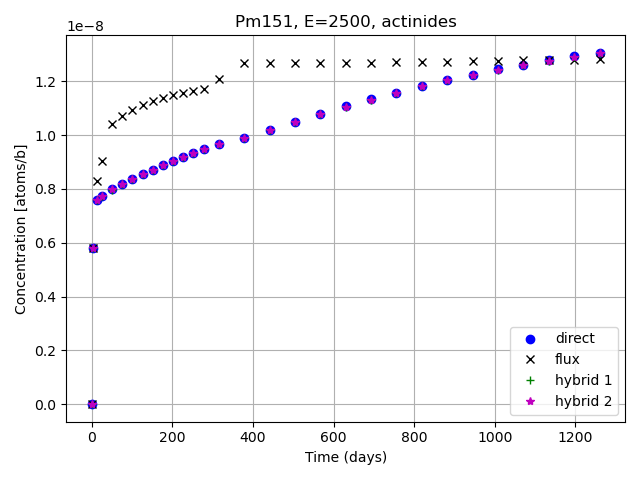 Pm151, E=2500, actinides
1e−8
1.2
1.0
0.8
0.6
0.4
0.2
0.0
Concentration [atoms/b]
0 200 400 600 800 1000 1200
Time (days)
direct
flux
hybrid 1
hybrid 2